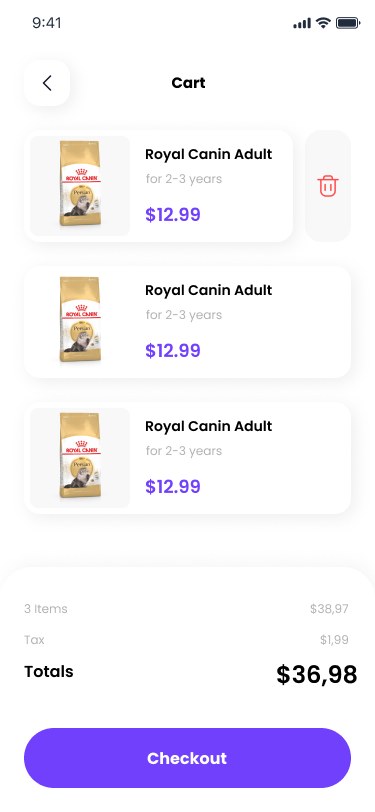 9:41
Cart
ROYAL CANIN
Persian
Royal Canin Adult
for 2-3 years
$12.99
ROYAL CANIN
Persian
Royal Canin Adult
for 2-3 years
$12.99
ROYAL CANIN
Persian
Royal Canin Adult
for 2-3 years
$12.99
3 Items $38,97
Tax $1,99
Totals $36,98
Checkout